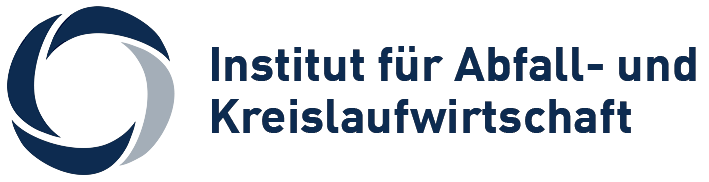 Institut für Abfall- und
Kreislaufwirtschaft